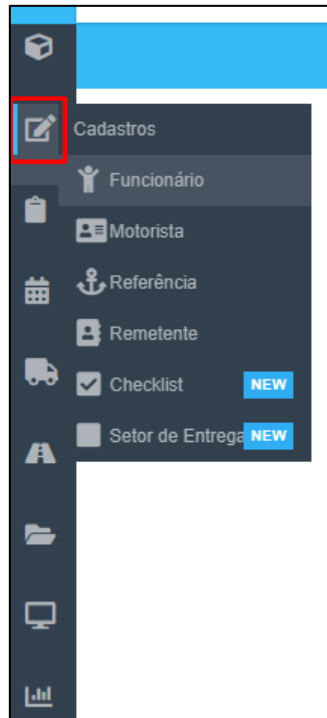 Cadastros
Funcionário
Motorista
Referência
Remetente
Checklist NEW
Setor de Entrega NEW